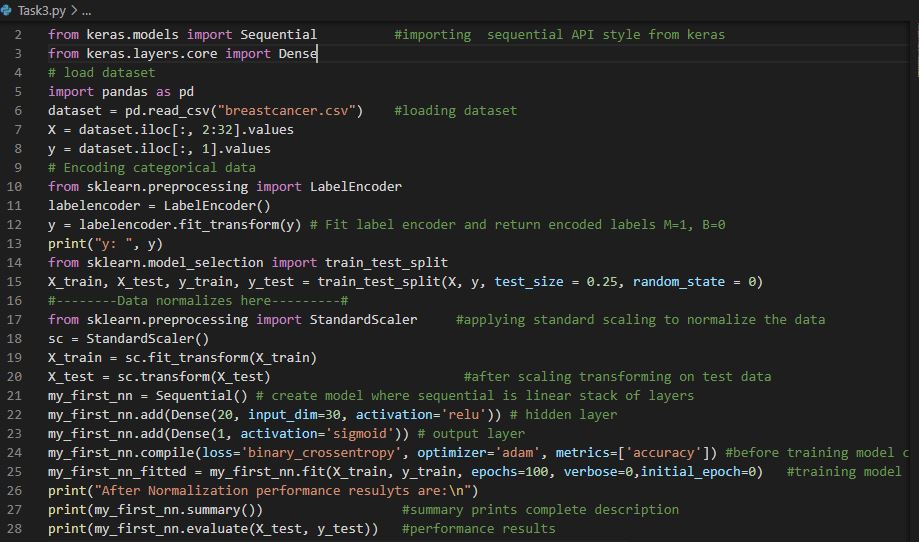 Task3.py > ...
2 from keras.models import Sequential #importing sequential API style from keras
3 from keras.layers.core import Dense
4 # load dataset
5 import pandas as pd
6 dataset = pd.read_csv("breastcancer.csv") #loading dataset
7 X = dataset.iloc[:, 2:32].values
8 y = dataset.iloc[:, 1].values
9 # Encoding categorical data
10 from sklearn.preprocessing import LabelEncoder
11 labelencoder = LabelEncoder()
12 y = labelencoder.fit_transform(y) # Fit label encoder and return encoded labels M=1, B=0
13 print("y: ", y)
14 from sklearn.model_selection import train_test_split
15 X_train, X_test, y_train, y_test = train_test_split(X, y, test_size = 0.25, random_state = 0)
16 #--------Data normalizes here---------#
17 from sklearn.preprocessing import StandardScaler #applying standard scaling to normalize the data
18 sc = StandardScaler()
19 X_train = sc.fit_transform(X_train)
20 X_test = sc.transform(X_test) #after scaling transforming on test data
21 my_first_nn = Sequential() # create model where sequential is linear stack of layers
22 my_first_nn.add(Dense(20, input_dim=30, activation='relu')) # hidden layer
23 my_first_nn.add(Dense(1, activation='sigmoid')) # output layer
24 my_first_nn.compile(loss='binary_crossentropy', optimizer='adam', metrics=['accuracy']) #before training model c
25 my_first_nn_fitted = my_first_nn.fit(X_train, y_train, epochs=100, verbose=0,initial_epoch=0) #training model
26 print("After Normalization performance resulyts are:\n")
27 print(my_first_nn.summary()) #summary prints complete description
28 print(my_first_nn.evaluate(X_test, y_test)) #performance results